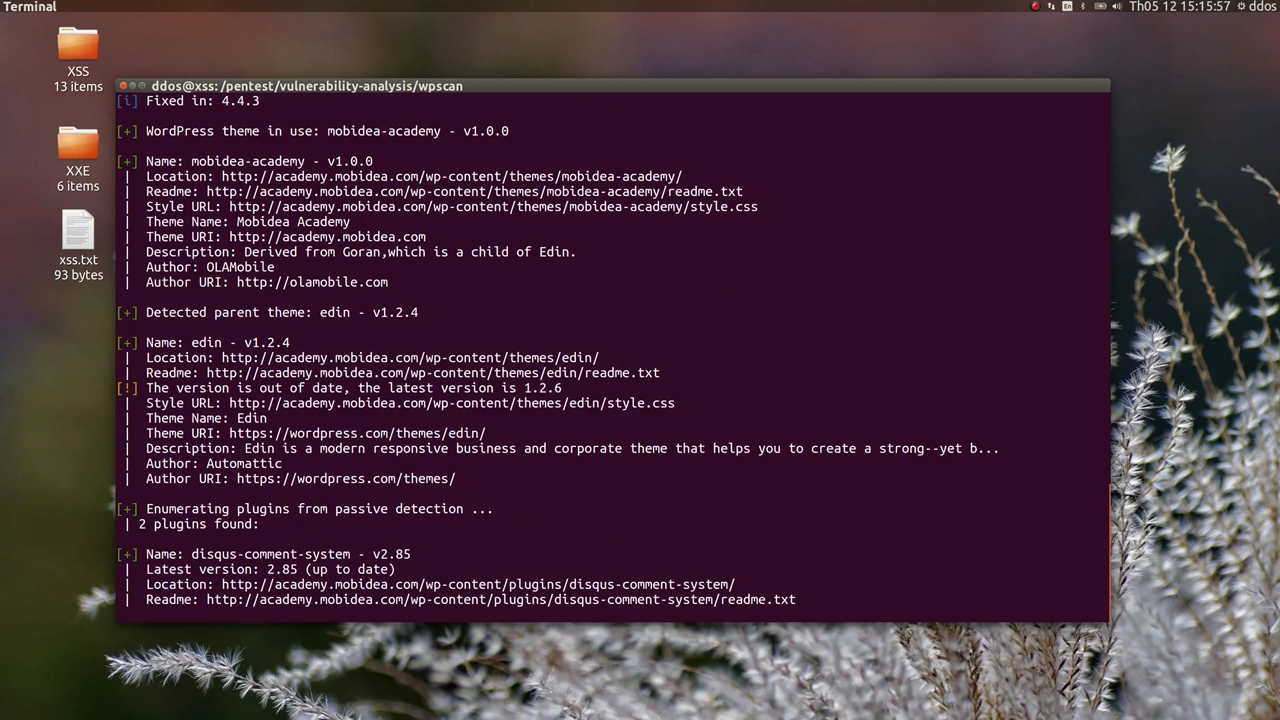 Terminal
En
Th05 12 15:15:57
ddos
XSS
13 items
XXE
6 items
xss.txt
93 bytes
ddos@xss: /pentest/vulnerability-analysis/wpscan
[i] Fixed in: 4.4.3
[+] WordPress theme in use: mobidea-academy - v1.0.0
[+] Name: mobidea-academy - v1.0.0
| Location: http://academy.mobidea.com/wp-content/themes/mobidea-academy/
| Readme: http://academy.mobidea.com/wp-content/themes/mobidea-academy/readme.txt
| Style URL: http://academy.mobidea.com/wp-content/themes/mobidea-academy/style.css
| Theme Name: Mobidea Academy
| Theme URI: http://academy.mobidea.com
| Description: Derived from Goran,which is a child of Edin.
| Author: OLAMobile
| Author URI: http://olamobile.com
[+] Detected parent theme: edin - v1.2.4
[+] Name: edin - v1.2.4
| Location: http://academy.mobidea.com/wp-content/themes/edin/
| Readme: http://academy.mobidea.com/wp-content/themes/edin/readme.txt
[!] The version is out of date, the latest version is 1.2.6
| Style URL: http://academy.mobidea.com/wp-content/themes/edin/style.css
| Theme Name: Edin
| Theme URI: https://wordpress.com/themes/edin/
| Description: Edin is a modern responsive business and corporate theme that helps you to create a strong--yet b...
| Author: Automattic
| Author URI: https://wordpress.com/themes/
[+] Enumerating plugins from passive detection ...
| 2 plugins found:
[+] Name: disqus-comment-system - v2.85
| Latest version: 2.85 (up to date)
| Location: http://academy.mobidea.com/wp-content/plugins/disqus-comment-system/
| Readme: http://academy.mobidea.com/wp-content/plugins/disqus-comment-system/readme.txt